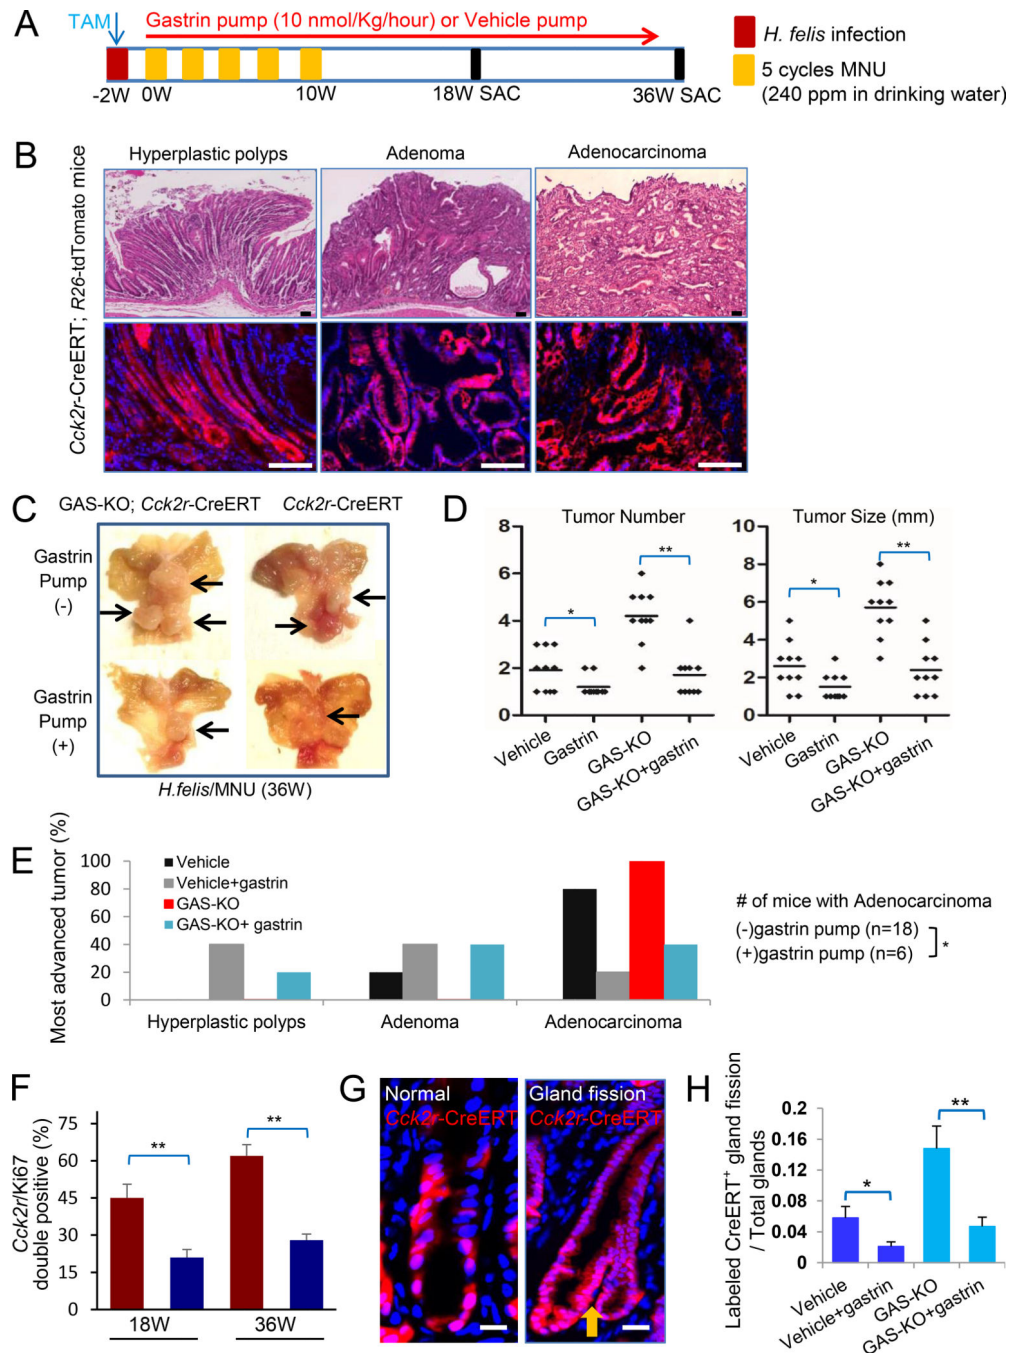 A
TAM
Gastrin pump (10 nmol/Kg/hour) or Vehicle pump
-2W 0W 10W 18W SAC 36W SAC
H. felis infection
5 cycles MNU
(240 ppm in drinking water)
B
Cck2r-CreERT; R26-tdTomato mice
Hyperplastic polyps Adenoma Adenocarcinoma
C
GAS-KO; Cck2r-CreERT Cck2r-CreERT
Gastrin
Pump
(-)
Gastrin
Pump
(+)
H.felis/MNU (36W)
D
Tumor Number
8
6
4
2
0
*
**
Vehicle
Gastrin
GAS-KO
GAS-KO+gastrin
Tumor Size (mm)
10
8
6
4
2
0
*
**
Vehicle
Gastrin
GAS-KO
GAS-KO+gastrin
E
Most advanced tumor (%)
100
80
60
40
20
0
Vehicle
Vehicle+gastrin
GAS-KO
GAS-KO+ gastrin
Hyperplastic polyps Adenoma Adenocarcinoma
# of mice with Adenocarcinoma
(-)gastrin pump (n=18)
(+)gastrin pump (n=6)
*
F
Cck2r/Ki67
double positive (%)
75
60
45
30
15
0
**
**
18W 36W
G
Normal
Cck2r-CreERT
Gland fission
Cck2r-CreERT
H
Labeled CreERT+ gland fission
/ Total glands
0.2
0.16
0.12
0.08
0.04
0
*
**
Vehicle
Vehicle+gastrin
GAS-KO
GAS-KO+gastrin